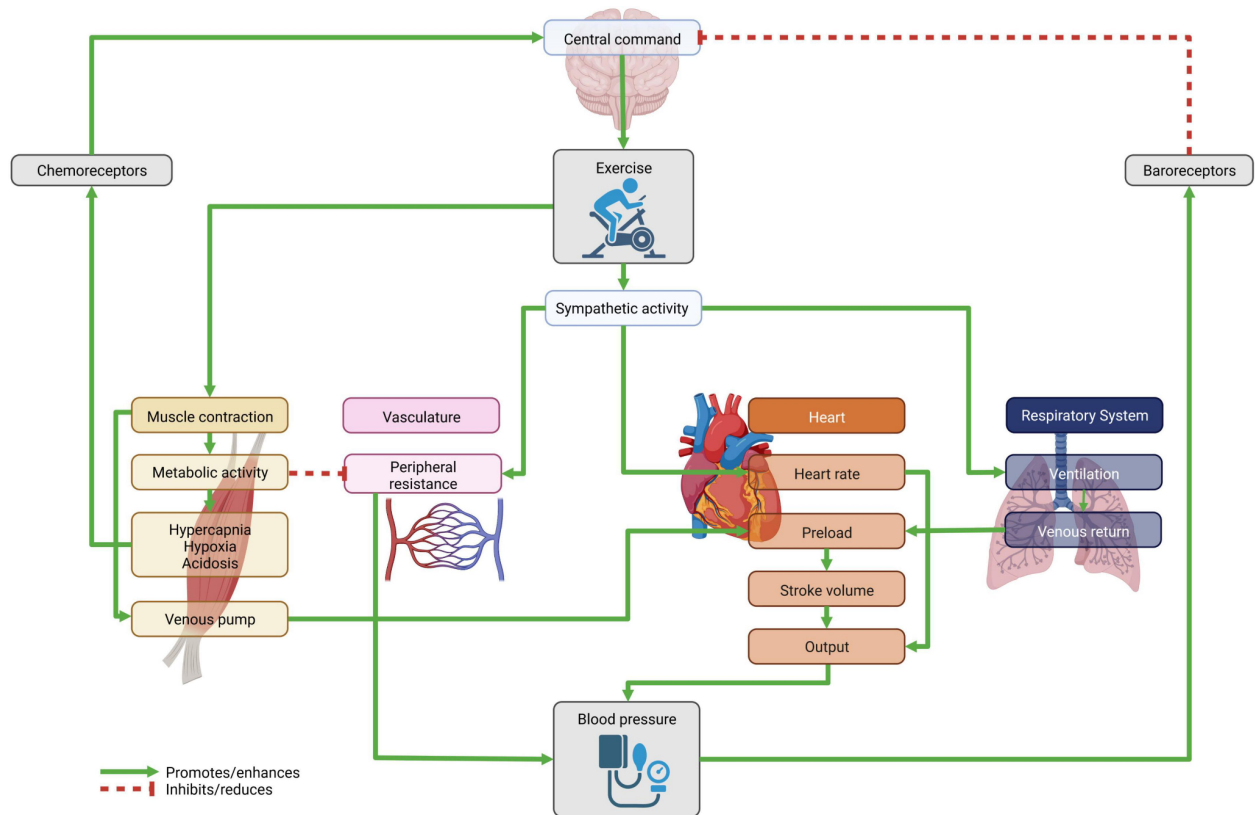 Central command
Chemoreceptors
Exercise
Baroreceptors
Sympathetic activity
Muscle contraction
Vasculature
Heart
Respiratory System
Metabolic activity
Peripheral
resistance
Heart rate
Ventilation
Hypercapnia
Hypoxia
Acidosis
Preload
Venous return
Stroke volume
Venous pump
Output
Blood pressure
Promotes/enhances
Inhibits/reduces